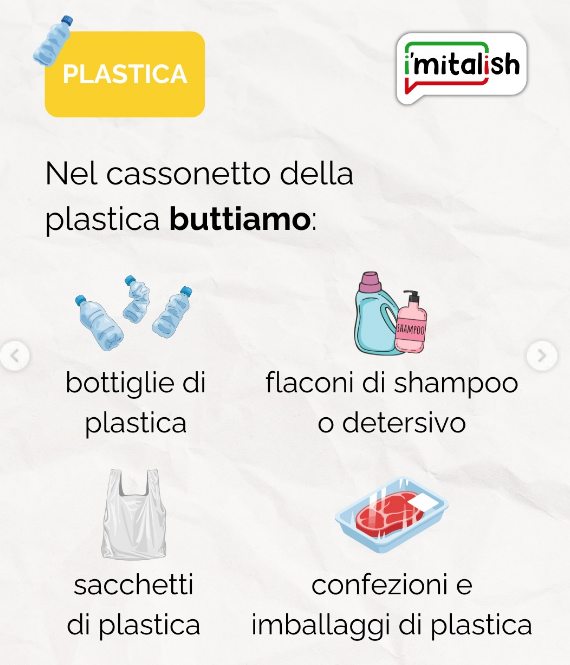 PLASTICA
i'mitalish
Nel cassonetto della
plastica buttiamo:
bottiglie di
plastica
SHAMPOO
flaconi di shampoo
o detersivo
sacchetti
di plastica
confezioni e
imballaggi di plastica